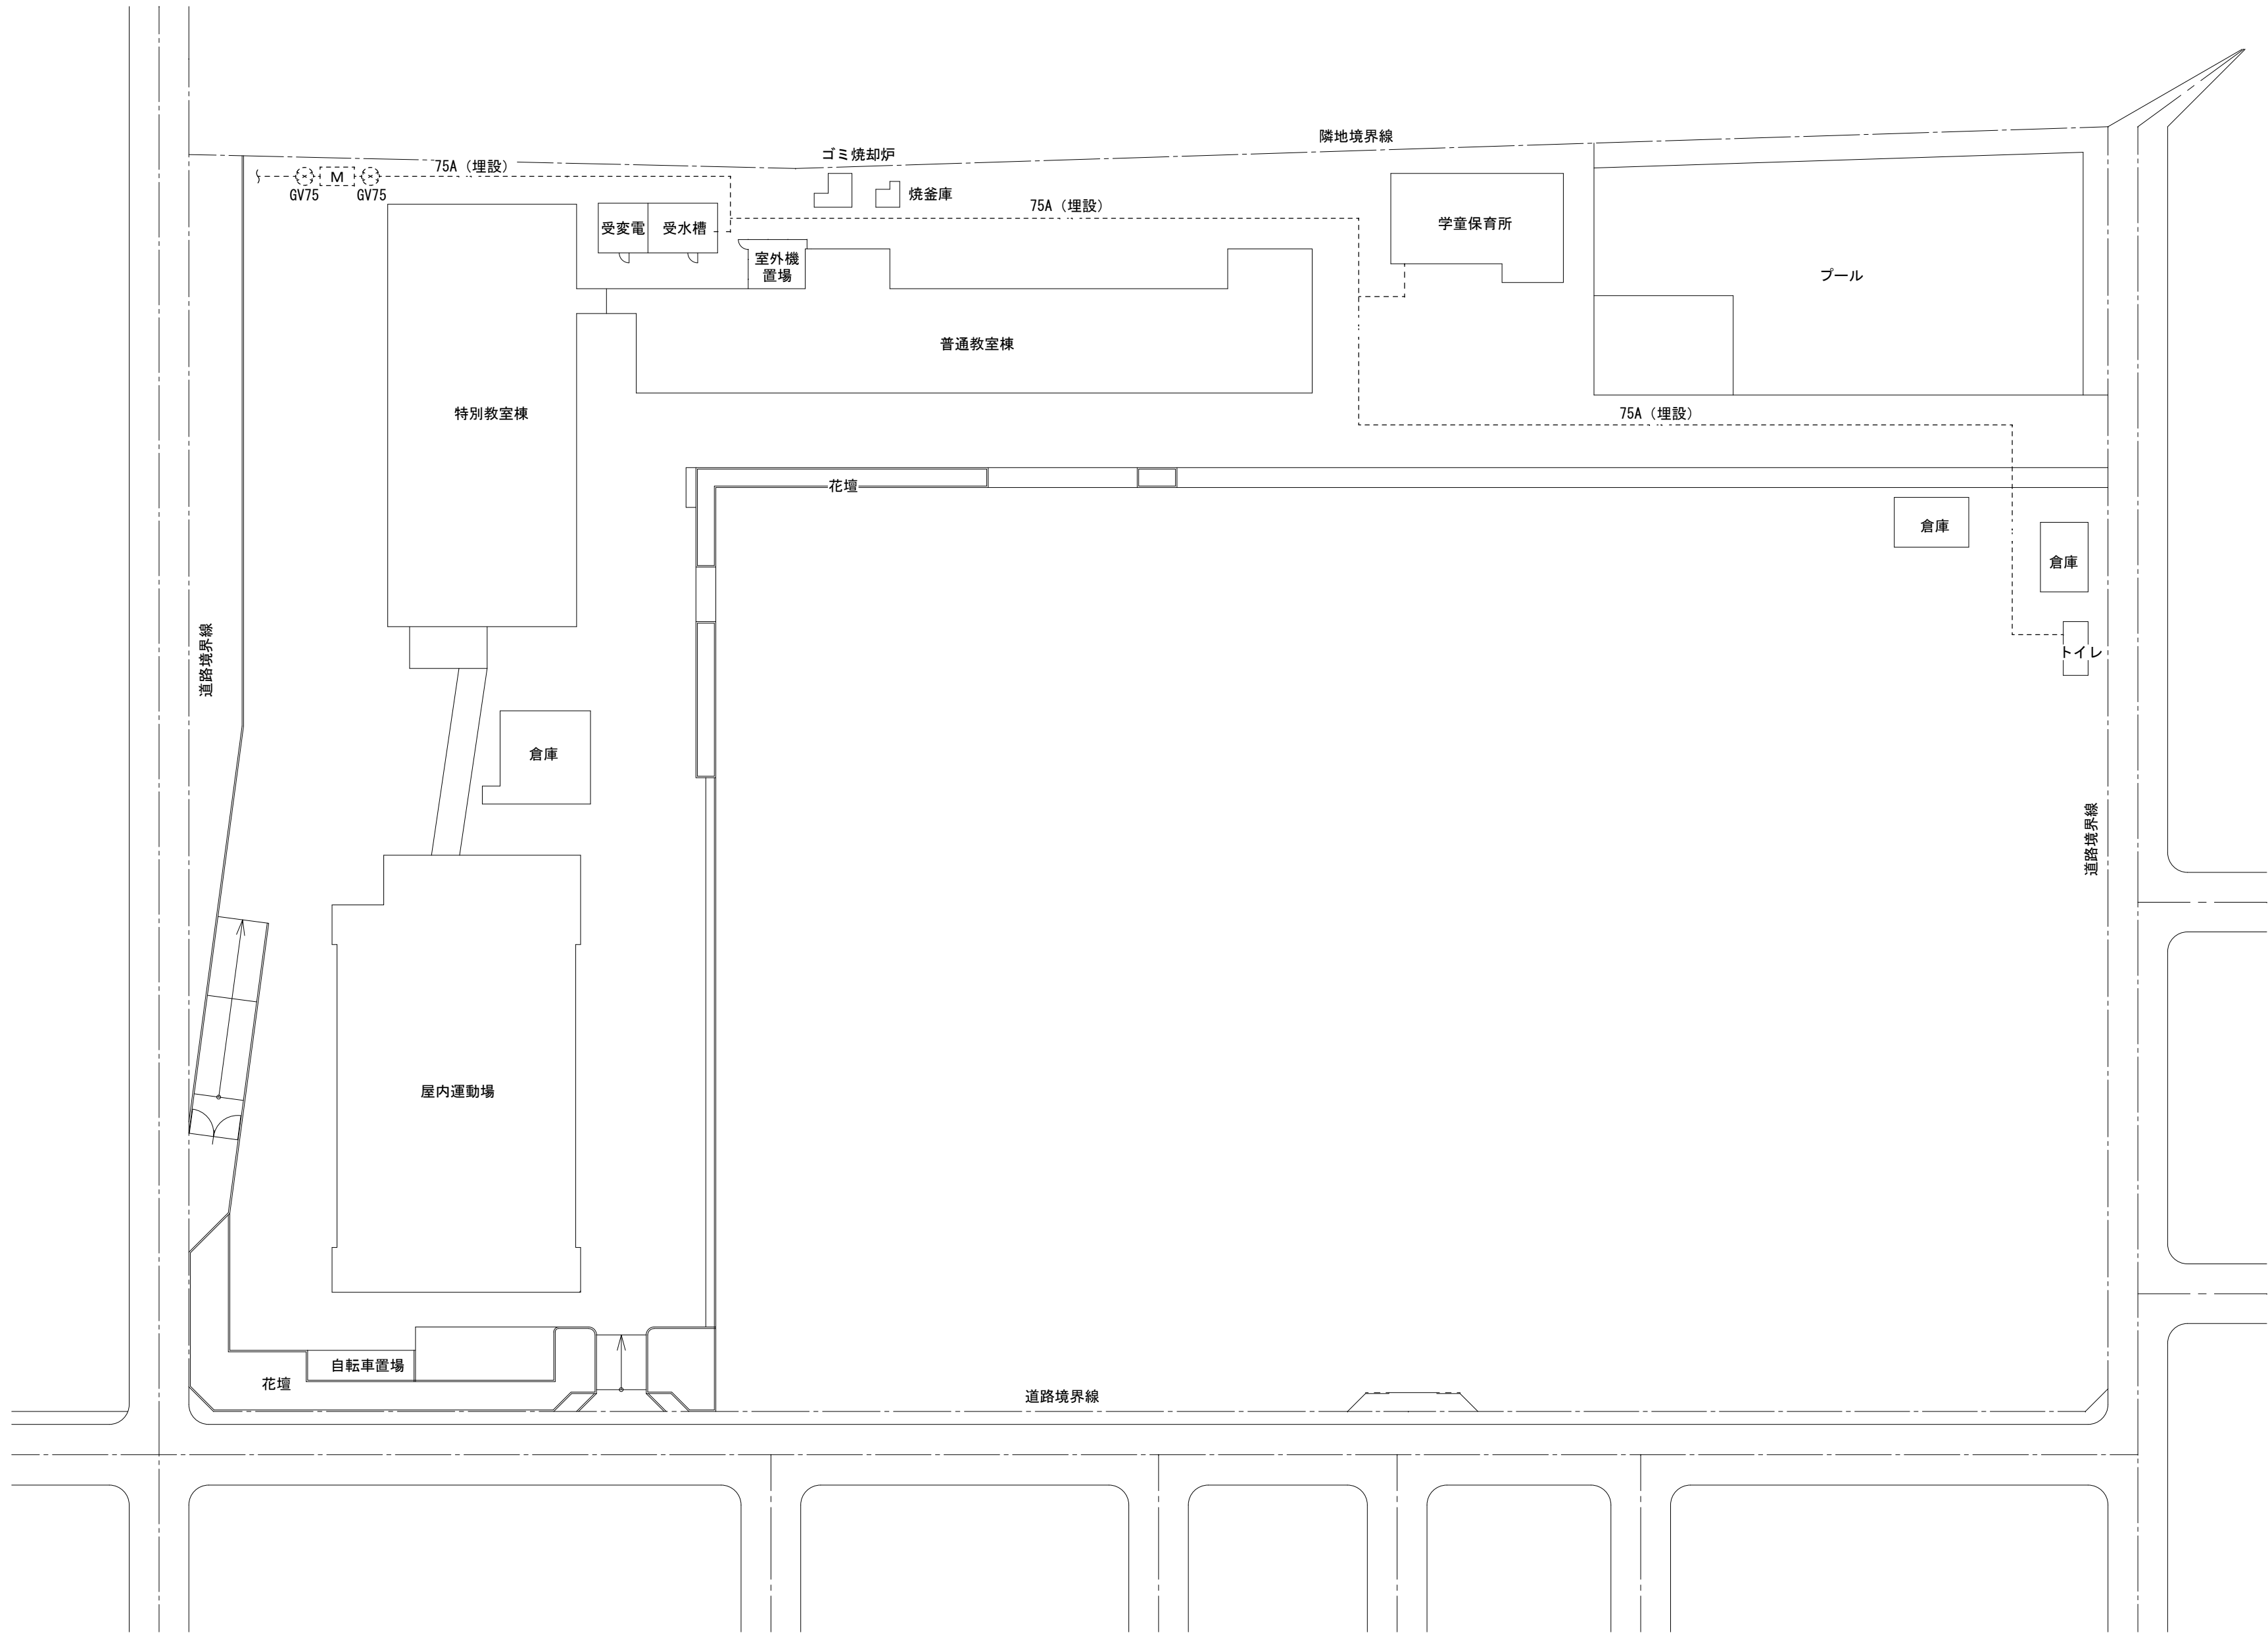 隣地境界線
ゴミ焼却炉
75A（埋設）
M
GV75
GV75
焼釜庫
75A（埋設）
受変電
受水槽
学童保育所
室外機
置場
プール
普通教室棟
特別教室棟
75A（埋設）
花壇
倉庫
倉庫
道路境界線
トイレ
倉庫
道路境界線
屋内運動場
自転車置場
花壇
道路境界線